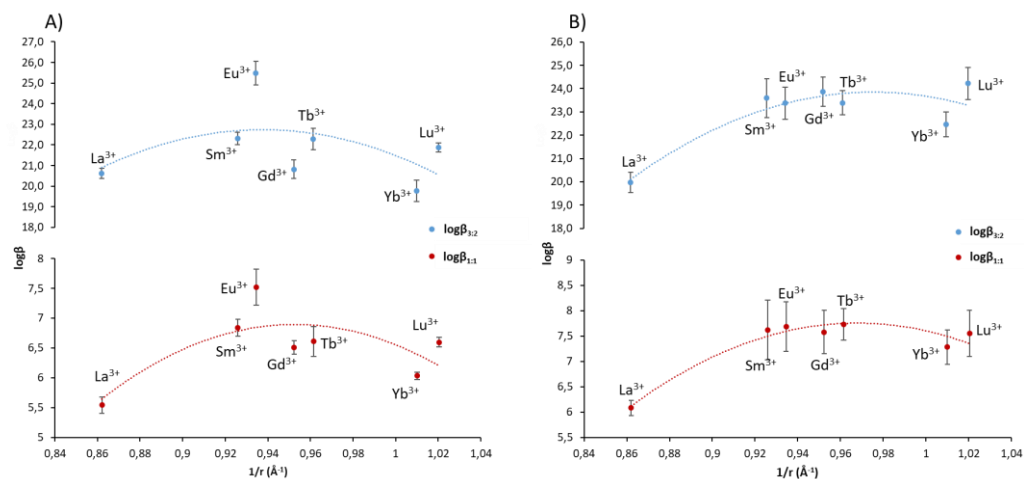 A)
27,0
26,0
25,0
24,0
23,0
22,0
21,0
20,0
19,0
18,0
La³⁺
Sm³⁺
Eu³⁺
Gd³⁺
Tb³⁺
Yb³⁺
Lu³⁺
logβ₃:₂
logβ₁:₁
logβ
8
7,5
7
6,5
6
5,5
5
La³⁺
Sm³⁺
Eu³⁺
Gd³⁺
Tb³⁺
Yb³⁺
Lu³⁺
0,84 0,86 0,88 0,9 0,92 0,94 0,96 0,98 1 1,02 1,04
1/r (Å⁻¹)
B)
26,0
25,0
24,0
23,0
22,0
21,0
20,0
19,0
18,0
La³⁺
Sm³⁺
Eu³⁺
Gd³⁺
Tb³⁺
Yb³⁺
Lu³⁺
logβ₃:₂
logβ₁:₁
logβ
9
8,5
8
7,5
7
6,5
6
5,5
La³⁺
Sm³⁺
Eu³⁺
Gd³⁺
Tb³⁺
Yb³⁺
Lu³⁺
0,84 0,86 0,88 0,9 0,92 0,94 0,96 0,98 1 1,02 1,04
1/r (Å⁻¹)